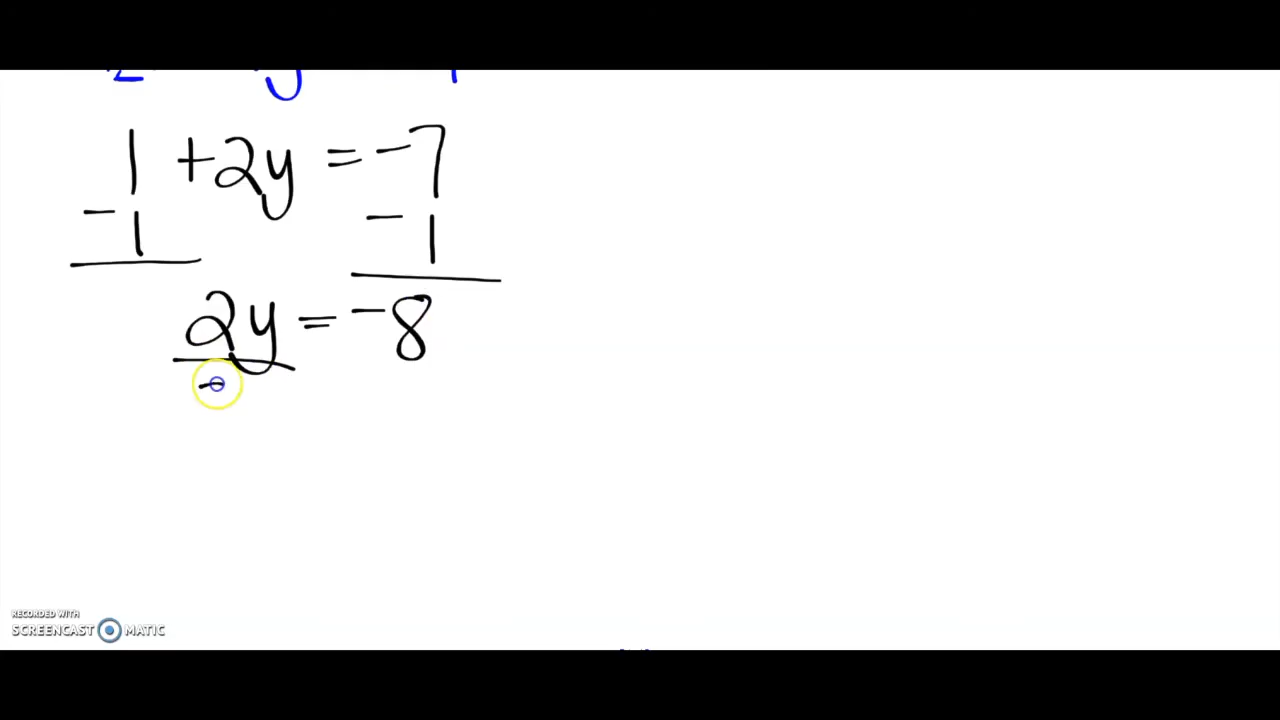 1 + 2y = -7
-1 -1
2y = -8
-
RECORDED WITH
SCREENCAST MATIC